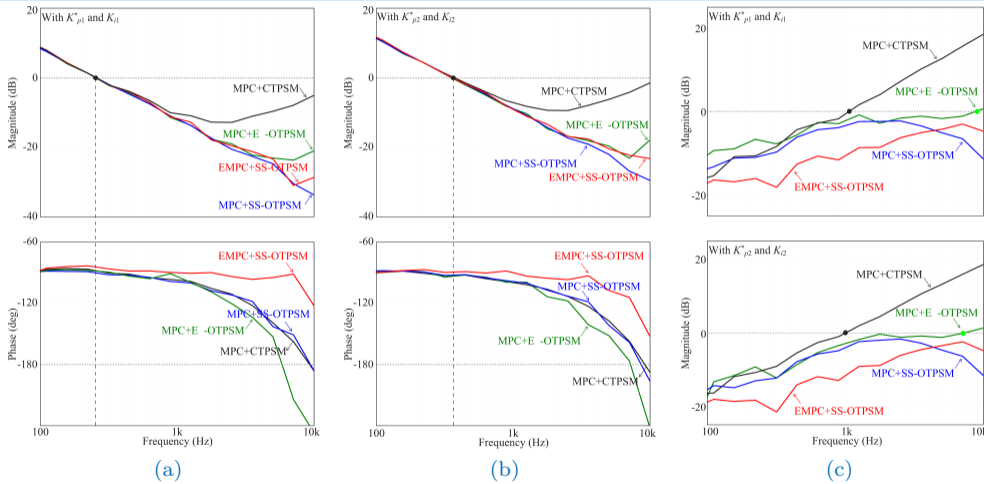 With K*p1 and Ki1
20
0
-20
-40
Magnitude (dB)
MPC+CTPSM
MPC+E -OTPSM
EMPC+SS-OTPSM
MPC+SS-OTPSM
-60
-120
-180
Phase (deg)
EMPC+SS-OTPSM
MPC+SS-OTPSM
MPC+E -OTPSM
MPC+CTPSM
100
1k
10k
Frequency (Hz)
(a)
With K*p2 and Ki2
20
0
-20
-40
Magnitude (dB)
MPC+CTPSM
MPC+E -OTPSM
MPC+SS-OTPSM
EMPC+SS-OTPSM
-60
-120
-180
Phase (deg)
EMPC+SS-OTPSM
MPC+SS-OTPSM
MPC+E -OTPSM
MPC+CTPSM
100
1k
10k
Frequency (Hz)
(b)
With K*p1 and Ki1
20
0
-20
Magnitude (dB)
MPC+CTPSM
MPC+E -OTPSM
MPC+SS-OTPSM
EMPC+SS-OTPSM
With K*p2 and Ki2
20
0
-20
Magnitude (dB)
MPC+CTPSM
MPC+E -OTPSM
MPC+SS-OTPSM
EMPC+SS-OTPSM
100
1k
10k
Frequency (Hz)
(c)